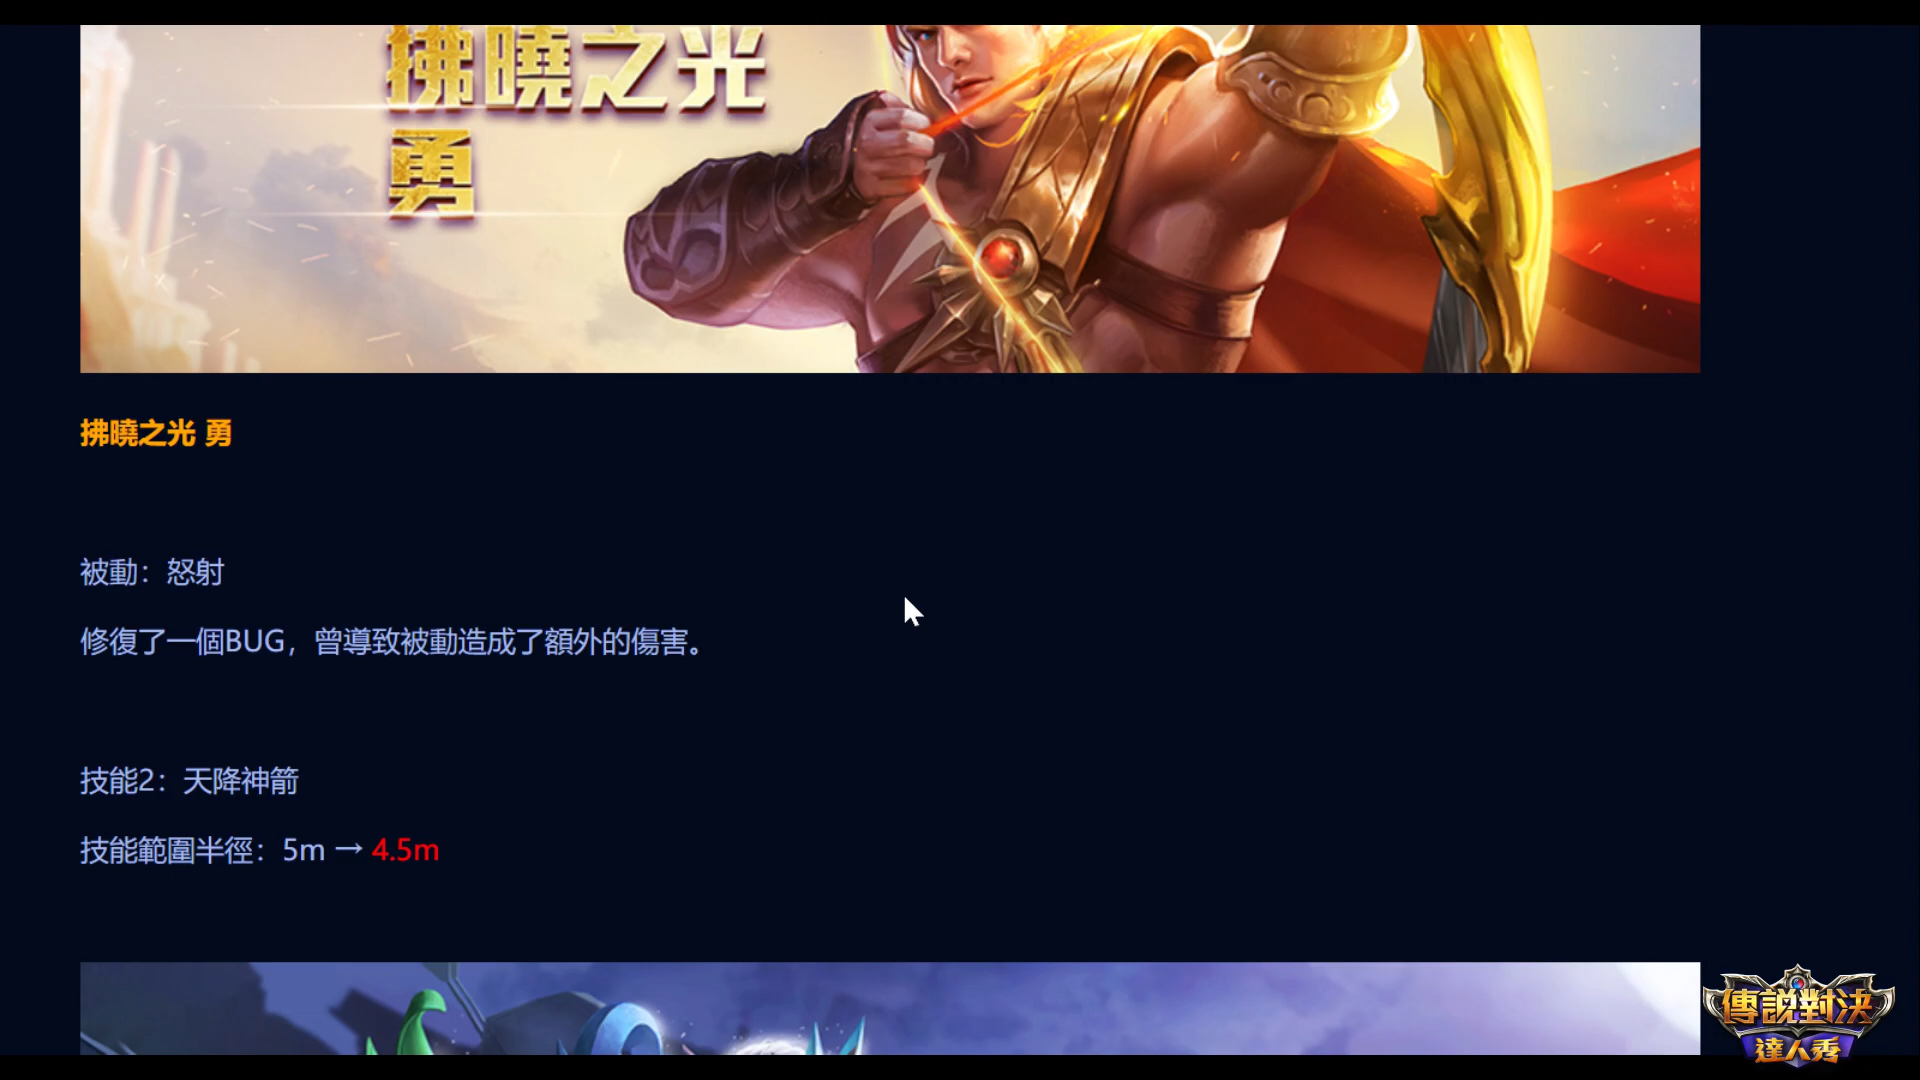 拂曉之光
勇
拂曉之光 勇
被動：怒射
修復了一個BUG，曾導致被動造成了額外的傷害。
技能2：天降神箭
技能範圍半徑：5m → 4.5m
傳說對決
達人秀